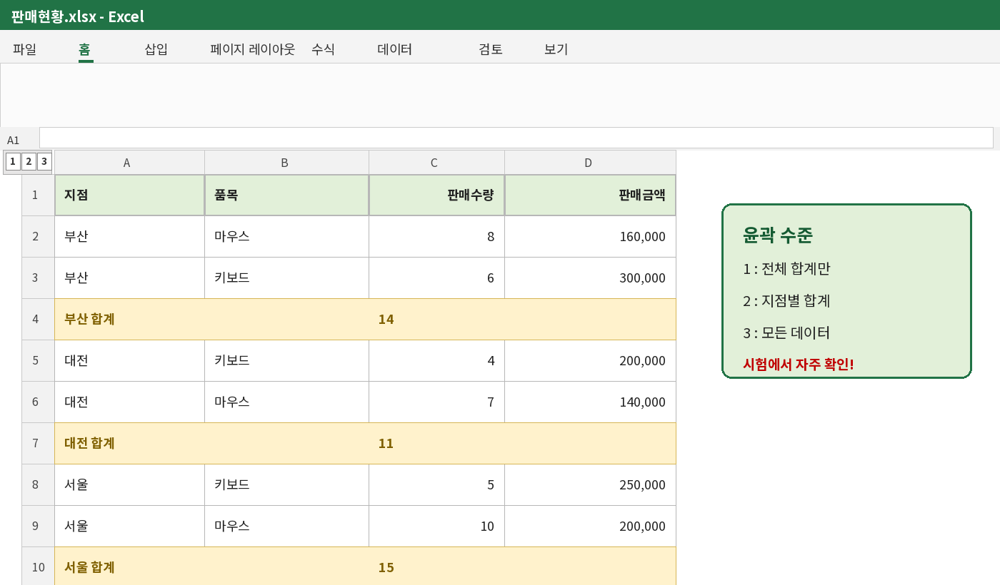 판매현황.xlsx - Excel
파일 홈 삽입 페이지 레이아웃 수식 데이터 검토 보기
A1
1 2 3 A B C D
1 지점 품목 판매수량 판매금액
2 부산 마우스 8 160,000
3 부산 키보드 6 300,000
4 부산 합계 14
5 대전 키보드 4 200,000
6 대전 마우스 7 140,000
7 대전 합계 11
8 서울 키보드 5 250,000
9 서울 마우스 10 200,000
10 서울 합계 15
윤곽 수준
1 : 전체 합계만
2 : 지점별 합계
3 : 모든 데이터
시험에서 자주 확인!